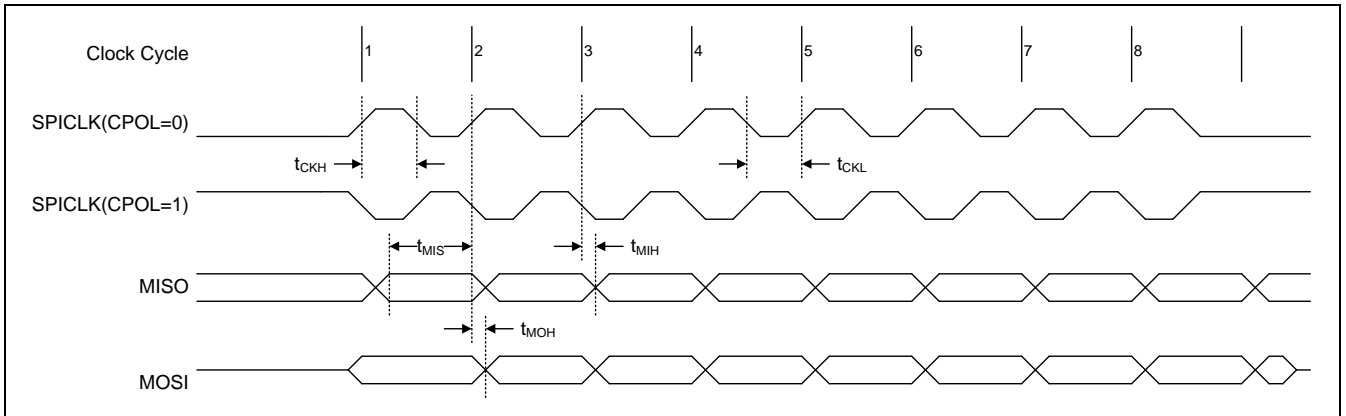 Clock Cycle 1 2 3 4 5 6 7 8
SPICLK(CPOL=0)
tCKH tCKL
SPICLK(CPOL=1)
tMIS tMIH
MISO
tMOH
MOSI